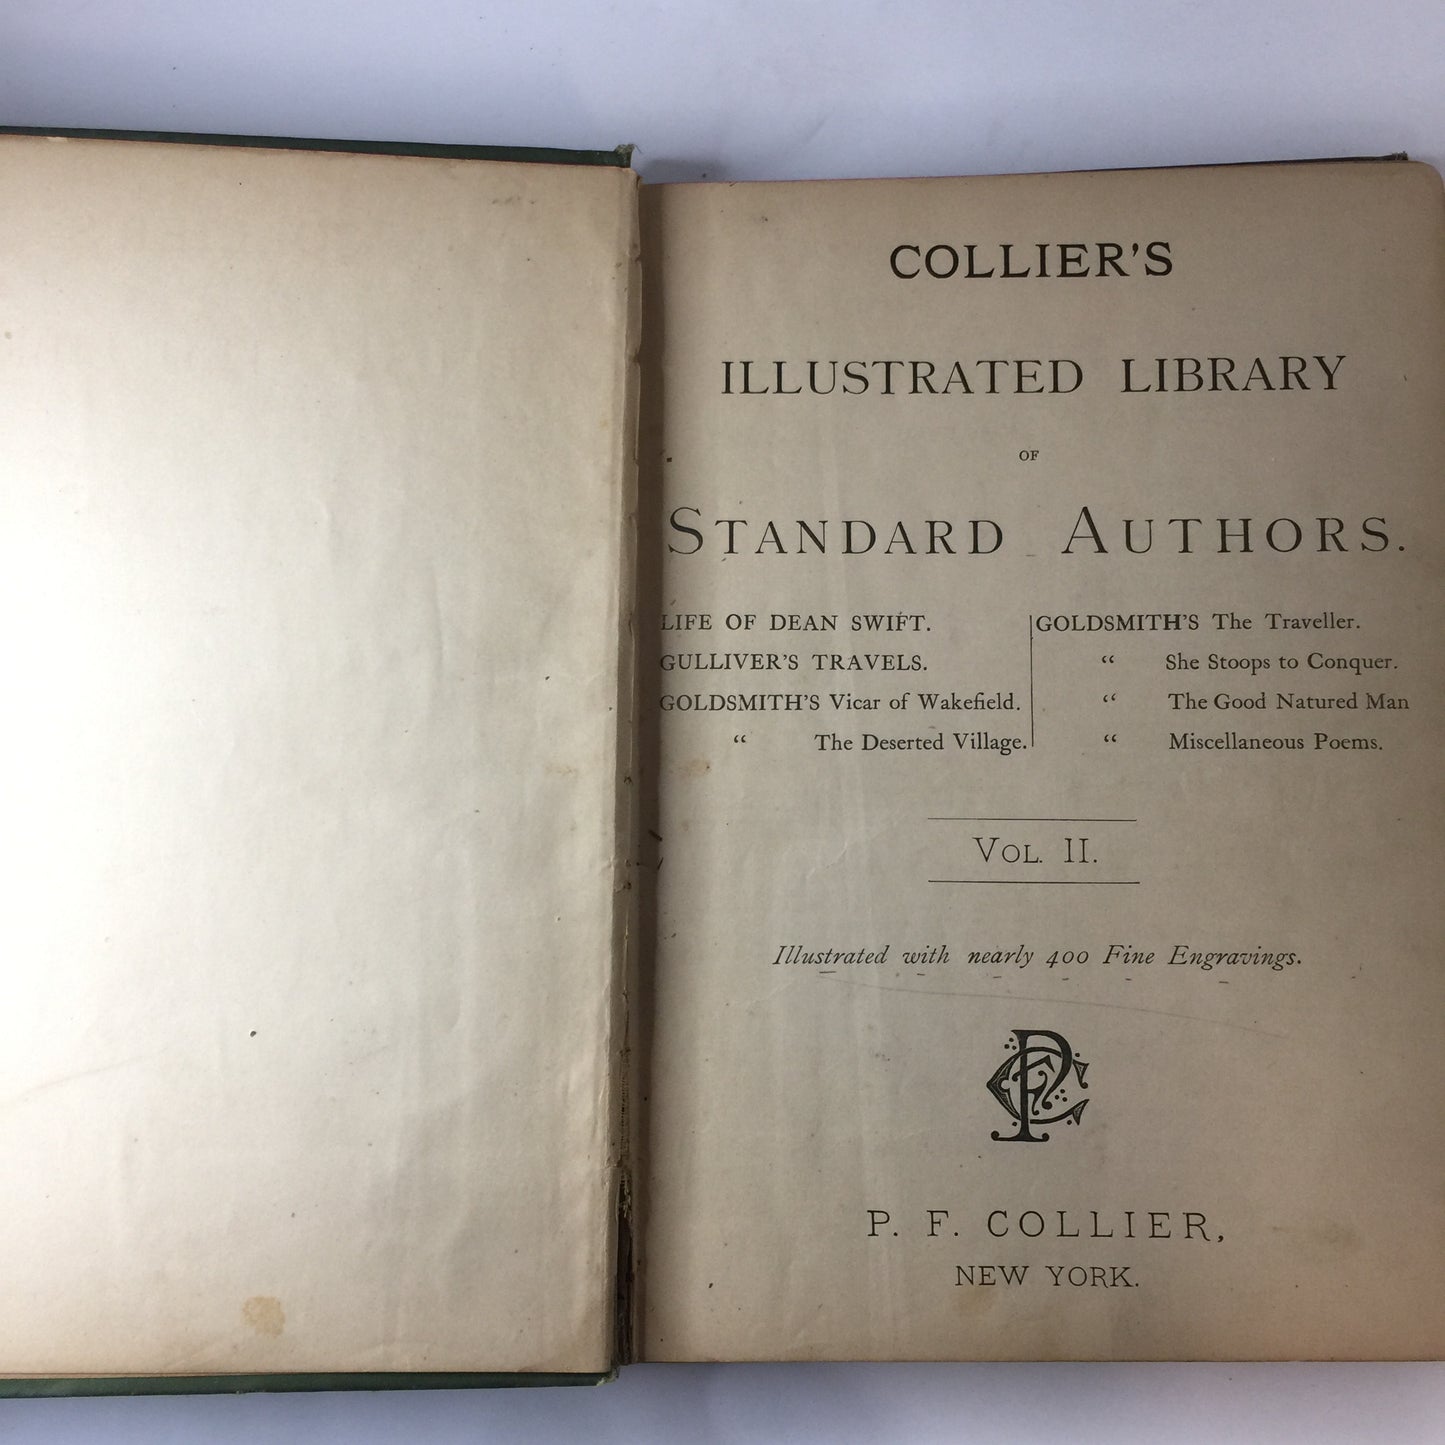 COLLIER'S
ILLUSTRATED LIBRARY
OF
STANDARD AUTHORS.
LIFE OF DEAN SWIFT.
GULLIVER'S TRAVELS.
GOLDSMITH'S Vicar of Wakefield.
“ The Deserted Village.
GOLDSMITH'S The Traveller.
“ She Stoops to Conquer.
“ The Good Natured Man
“ Miscellaneous Poems.
VOL. II.
Illustrated with nearly 400 Fine Engravings.
PFC
P. F. COLLIER,
NEW YORK.